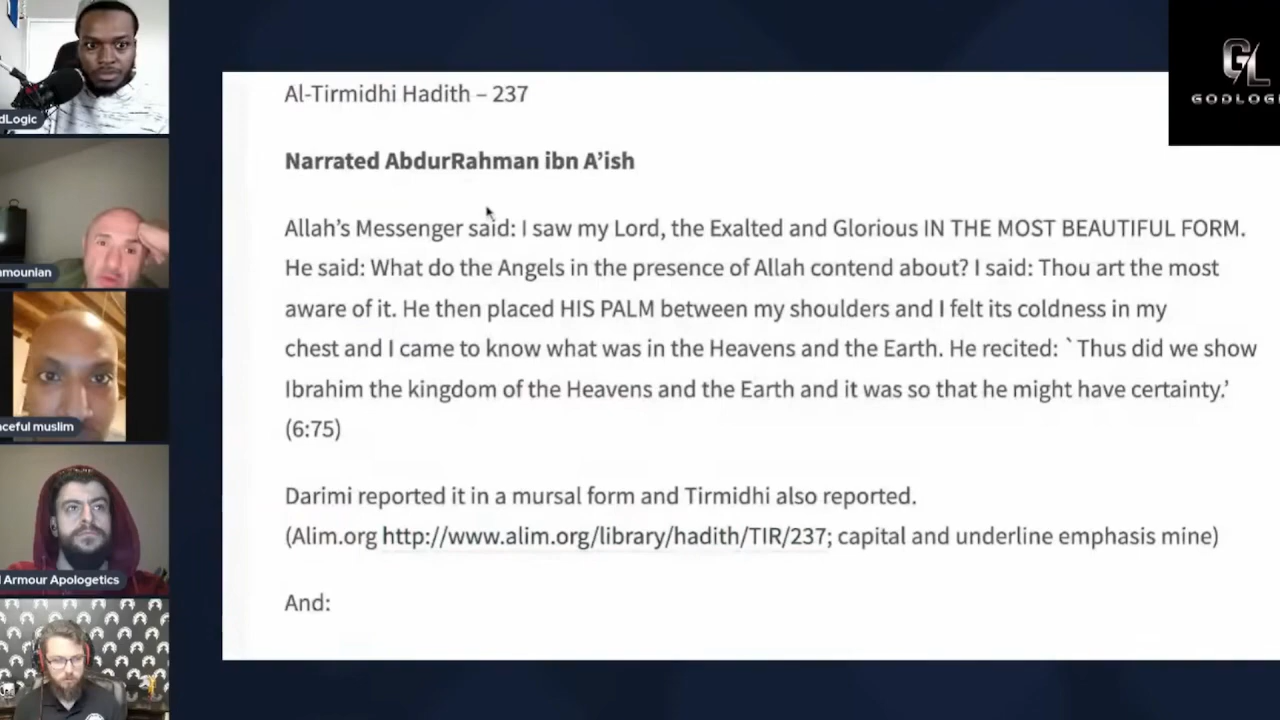 Al-Tirmidhi Hadith – 237
Narrated AbdurRahman ibn A’ish
Allah’s Messenger said: I saw my Lord, the Exalted and Glorious IN THE MOST BEAUTIFUL FORM.
He said: What do the Angels in the presence of Allah contend about? I said: Thou art the most
aware of it. He then placed HIS PALM between my shoulders and I felt its coldness in my
chest and I came to know what was in the Heavens and the Earth. He recited: `Thus did we show
Ibrahim the kingdom of the Heavens and the Earth and it was so that he might have certainty.’
(6:75)
Darimi reported it in a mursal form and Tirmidhi also reported.
(Alim.org http://www.alim.org/library/hadith/TIR/237; capital and underline emphasis mine)
And:
GL
GODLOGI
dLogic
amounian
aceful muslim
l Armour Apologetics